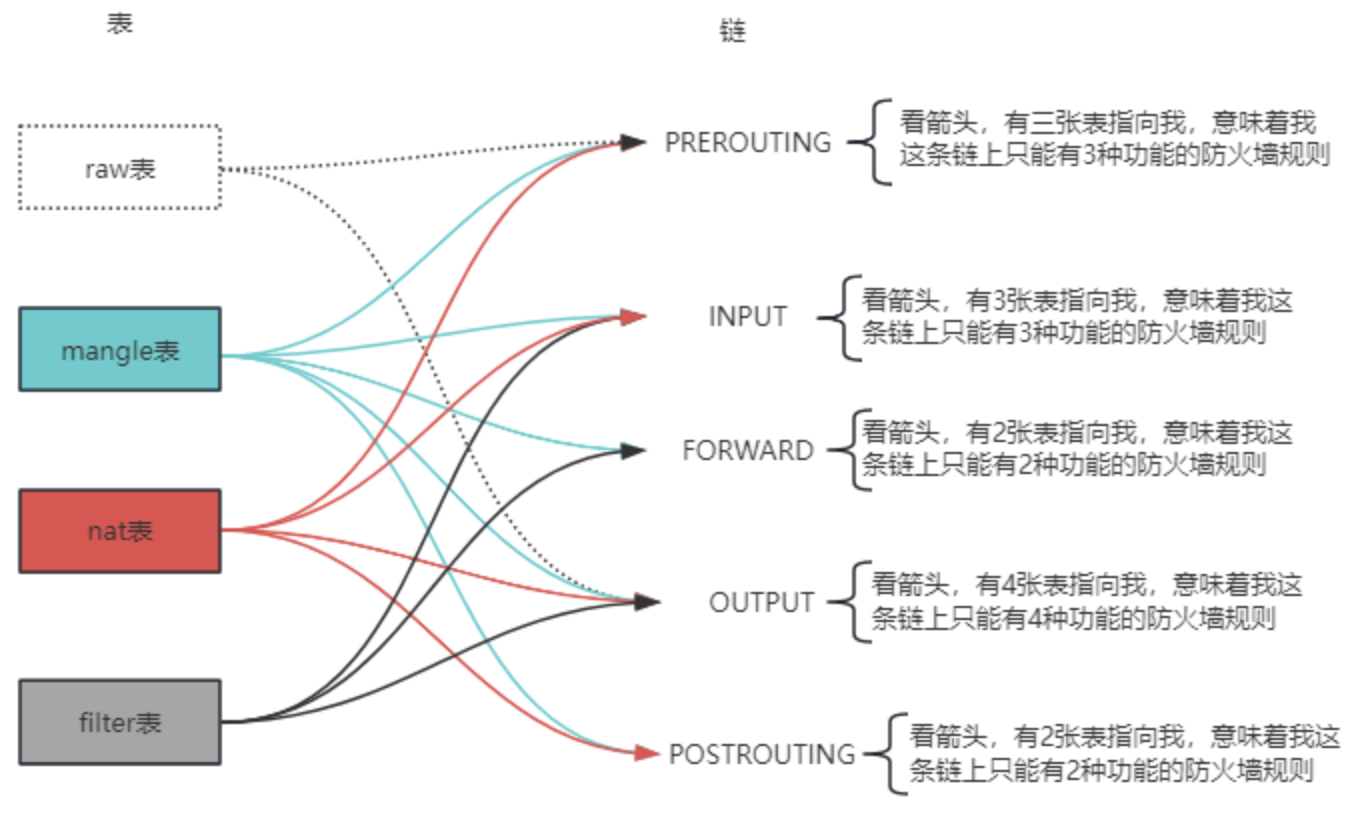 表
链
raw表
mangle表
nat表
filter表
PREROUTING
看箭头，有三张表指向我，意味着我
这条链上只能有3种功能的防火墙规则
INPUT
看箭头，有3张表指向我，意味着我这
条链上只能有3种功能的防火墙规则
FORWARD
看箭头，有2张表指向我，意味着我这
条链上只能有2种功能的防火墙规则
OUTPUT
看箭头，有4张表指向我，意味着我这
条链上只能有4种功能的防火墙规则
POSTROUTING
看箭头，有2张表指向我，意味着我这
条链上只能有2种功能的防火墙规则